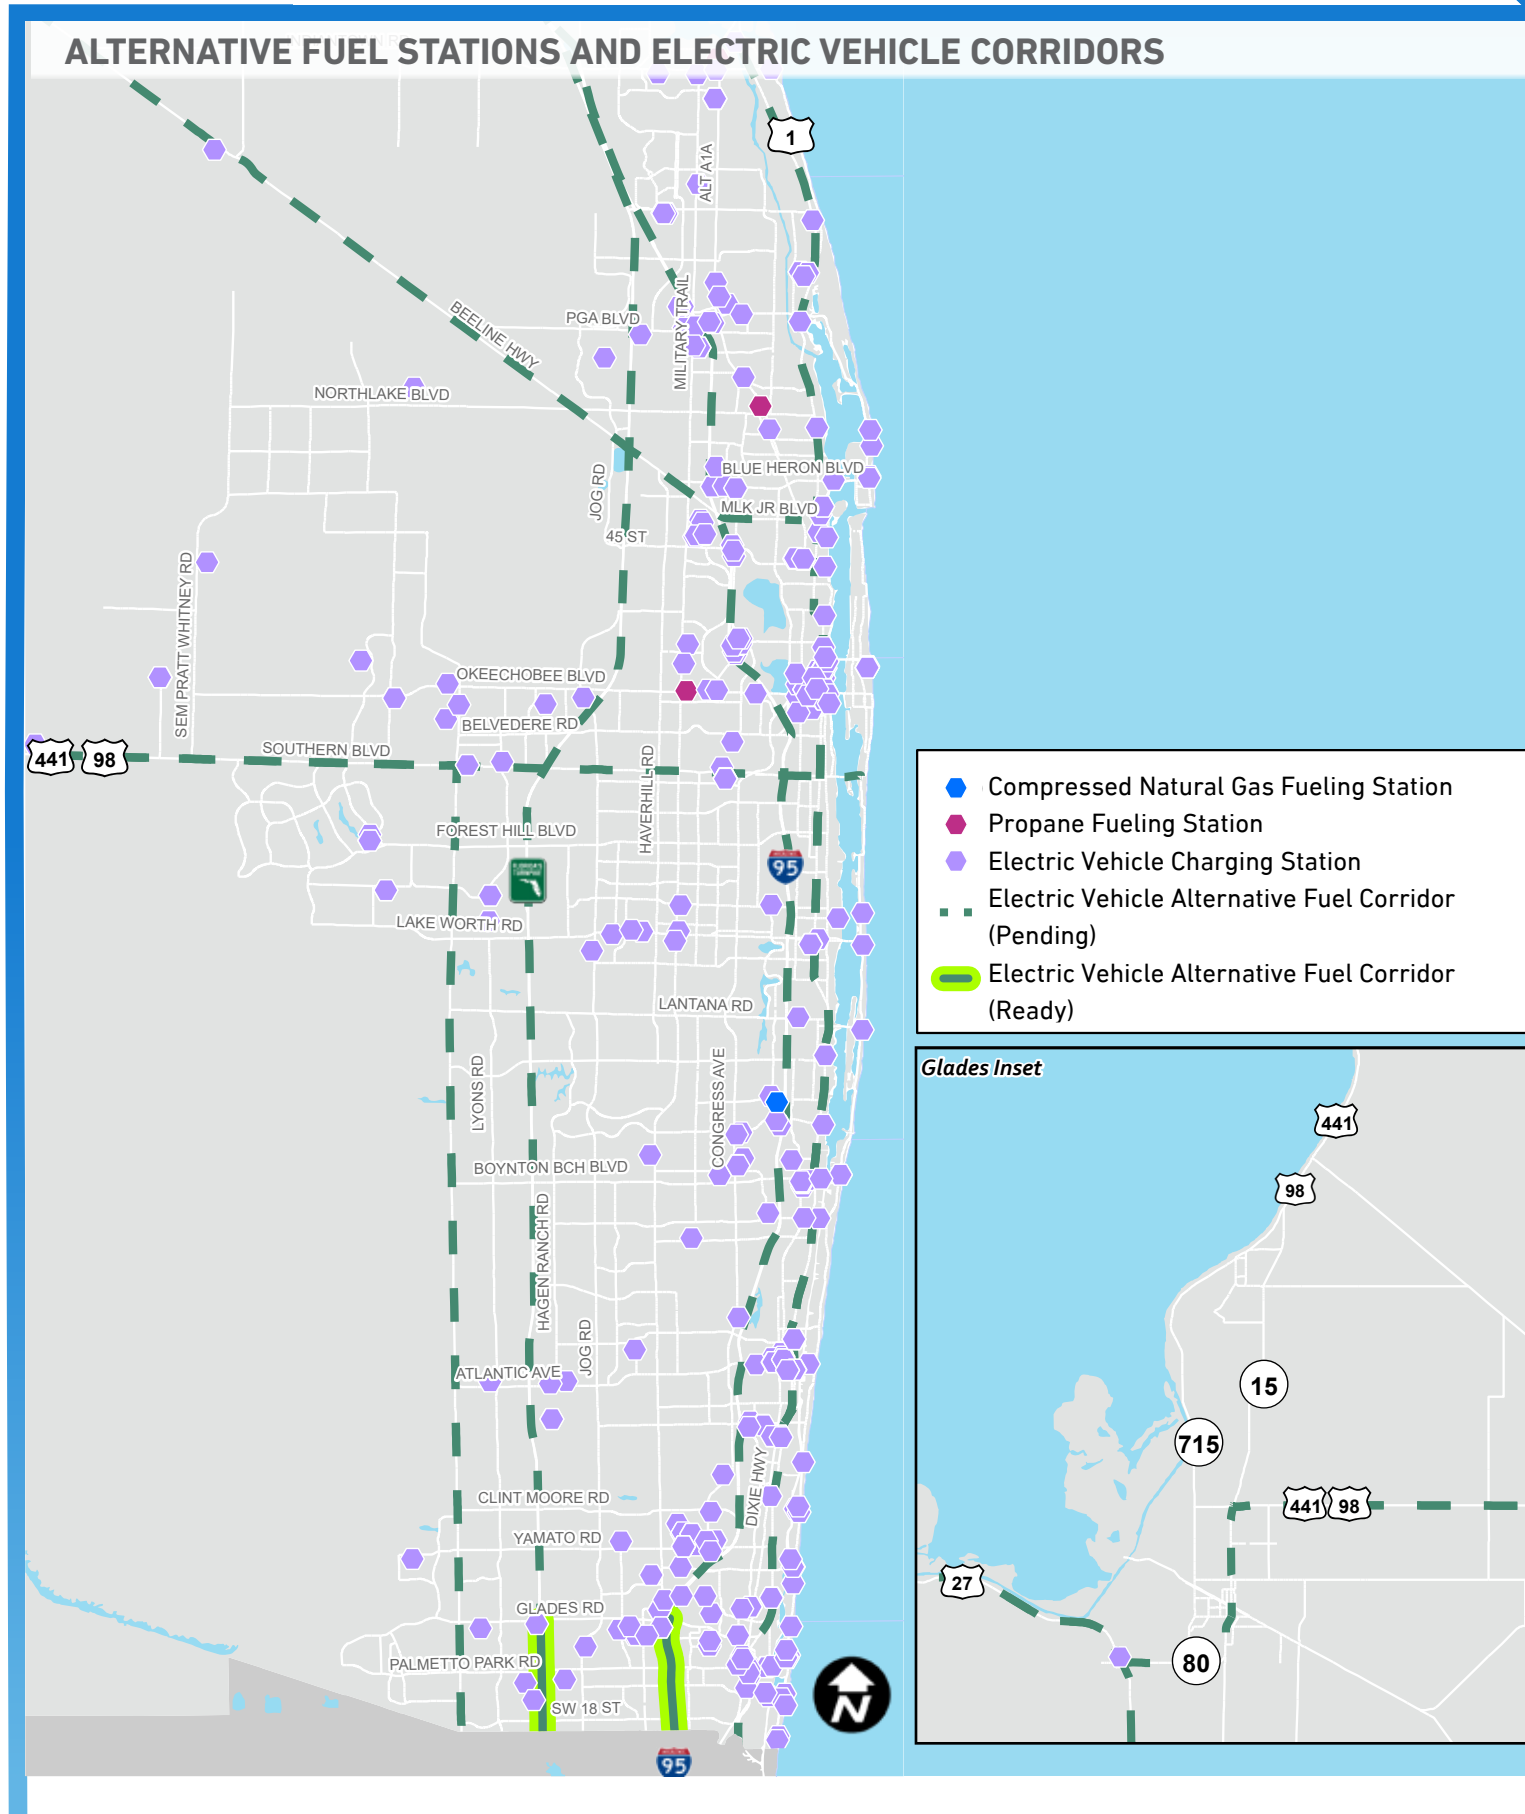 ALTERNATIVE FUEL STATIONS AND ELECTRIC VEHICLE CORRIDORS
1
ALT A1A
MILITARY TRAIL
PGA BLVD
BEELINE HWY
NORTHLAKE BLVD
BLUE HERON BLVD
JOG RD
MLK JR BLVD
45 ST
SEM PRATT WHITNEY RD
OKEECHOBEE BLVD
BELVEDERE RD
441
98
SOUTHERN BLVD
HAVERHILL RD
FOREST HILL BLVD
95
LAKE WORTH RD
LANTANA RD
LYONS RD
CONGRESS AVE
BOYNTON BCH BLVD
HAGEN RANCH RD
JOG RD
ATLANTIC AVE
DIXIE HWY
CLINT MOORE RD
YAMATO RD
GLADES RD
PALMETTO PARK RD
SW 18 ST
N
95
Compressed Natural Gas Fueling Station
Propane Fueling Station
Electric Vehicle Charging Station
Electric Vehicle Alternative Fuel Corridor
(Pending)
Electric Vehicle Alternative Fuel Corridor
(Ready)
Glades Inset
441
98
15
715
441
98
27
80